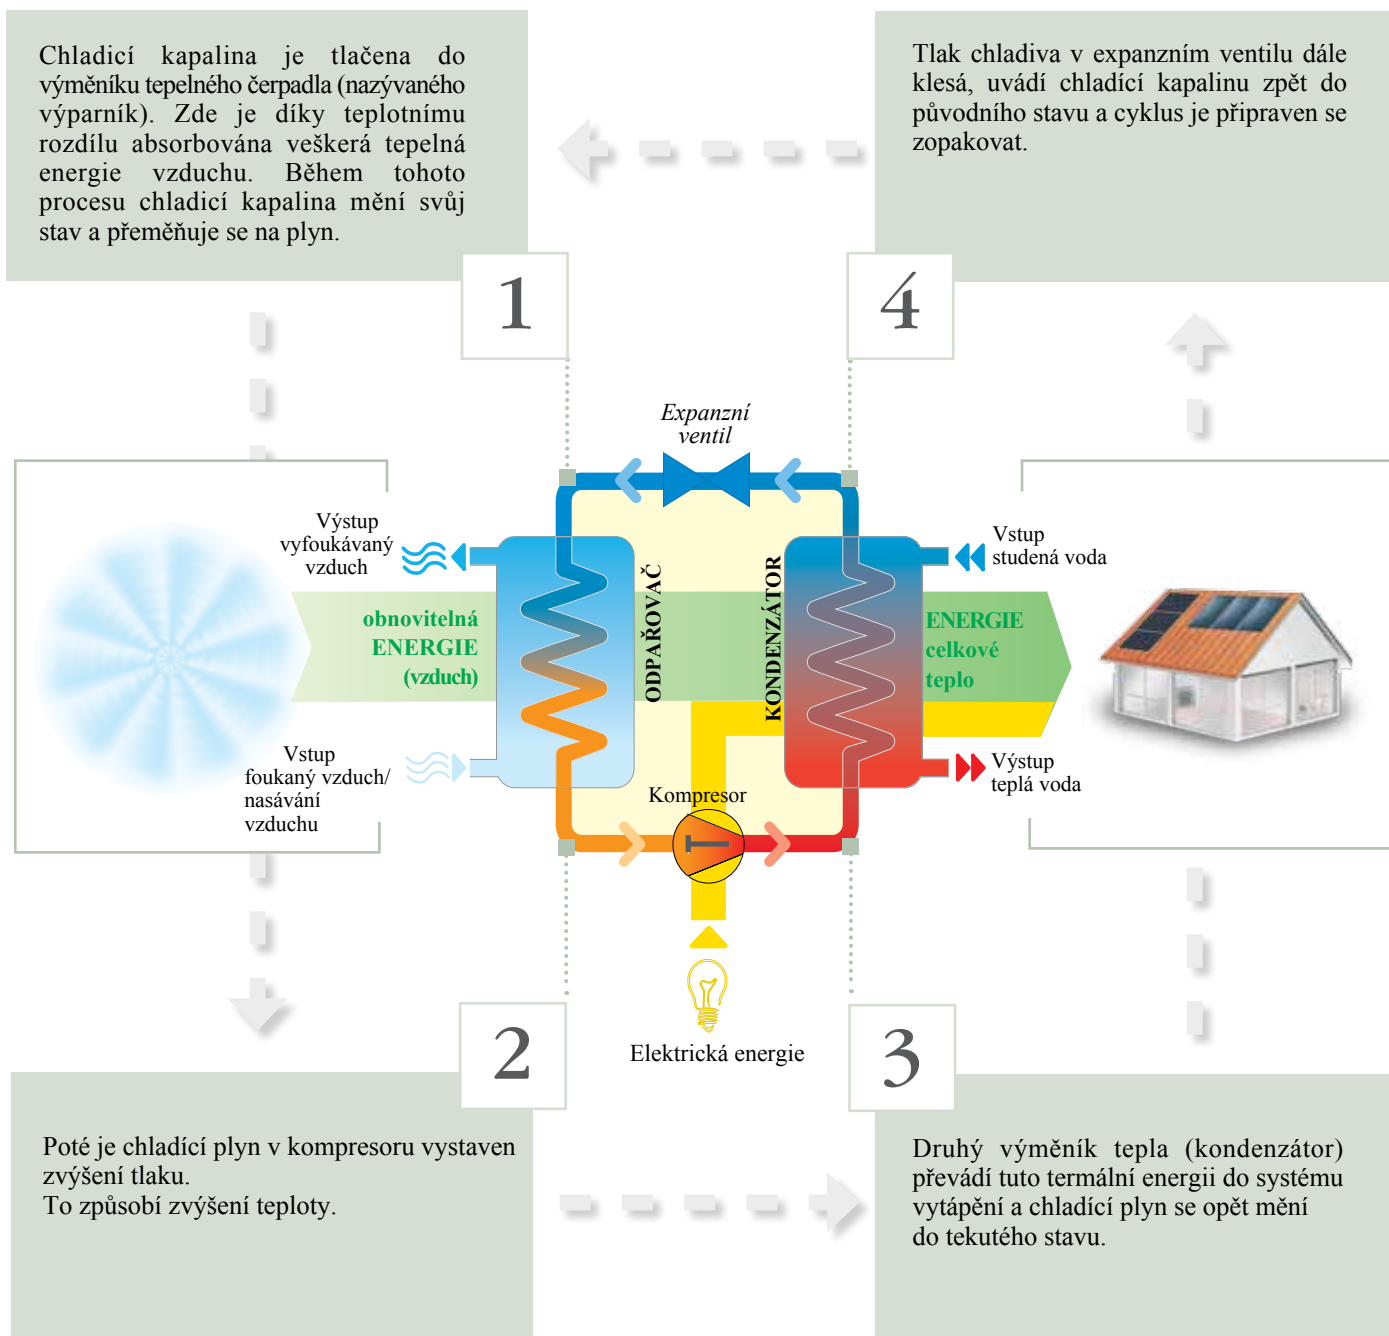 Chladicí kapalina je tlačena do
výměníku tepelného čerpadla (nazývaného
výparník). Zde je díky teplotnímu
rozdílu absorbována veškerá tepelná
energie vzduchu. Během tohoto
procesu chladicí kapalina mění svůj
stav a přeměňuje se na plyn.
1
Tlak chladiva v expanzním ventilu dále
klesá, uvádí chladící kapalinu zpět do
původního stavu a cyklus je připraven se
zopakovat.
4
Expanzní
ventil
Výstup
vyfoukávaný
vzduch
obnovitelná
ENERGIE
(vzduch)
Vstup
foukaný vzduch/
nasávání
vzduchu
ODPAŘOVAČ
KONDENZÁTOR
Vstup
studená voda
ENERGIE
celkové
teplo
Výstup
teplá voda
Kompresor
Elektrická energie
2
Poté je chladící plyn v kompresoru vystaven
zvýšení tlaku.
To způsobí zvýšení teploty.
3
Druhý výměník tepla (kondenzátor)
převádí tuto termální energii do systému
vytápění a chladící plyn se opět mění
do tekutého stavu.